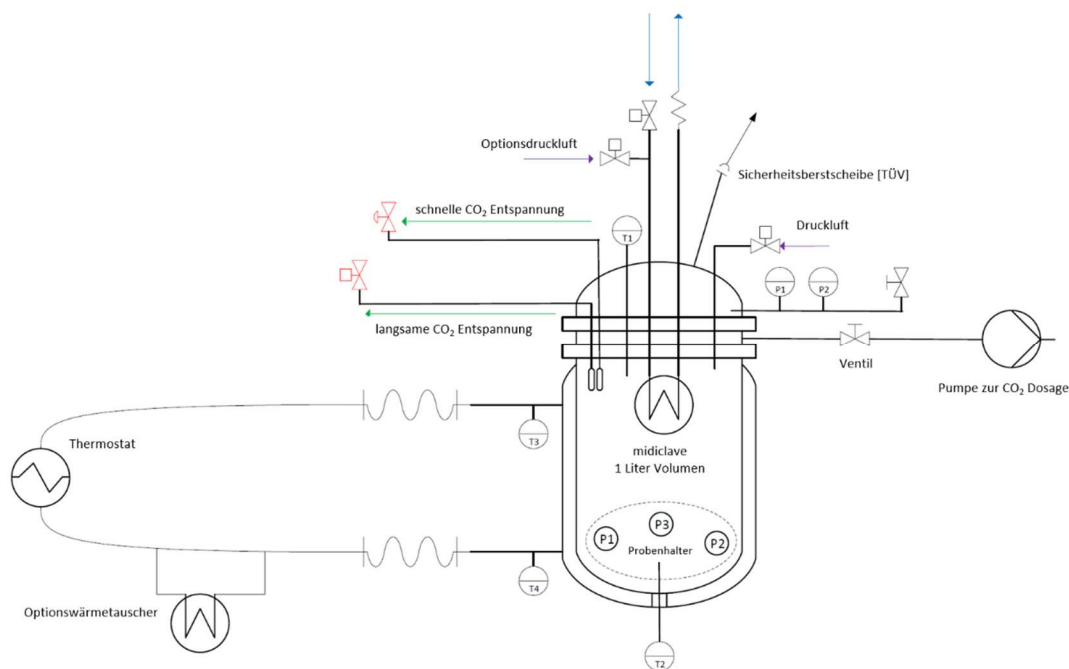 Optionsdruckluft
Sicherheitsberstscheibe [TÜV]
schnelle CO₂ Entspannung
T1
Druckluft
P1
P2
langsame CO₂ Entspannung
Ventil
Pumpe zur CO₂ Dosage
Thermostat
T3
midiclave
1 Liter Volumen
P1
P3
P2
Probenhalter
T4
Optionswärmetauscher
T2